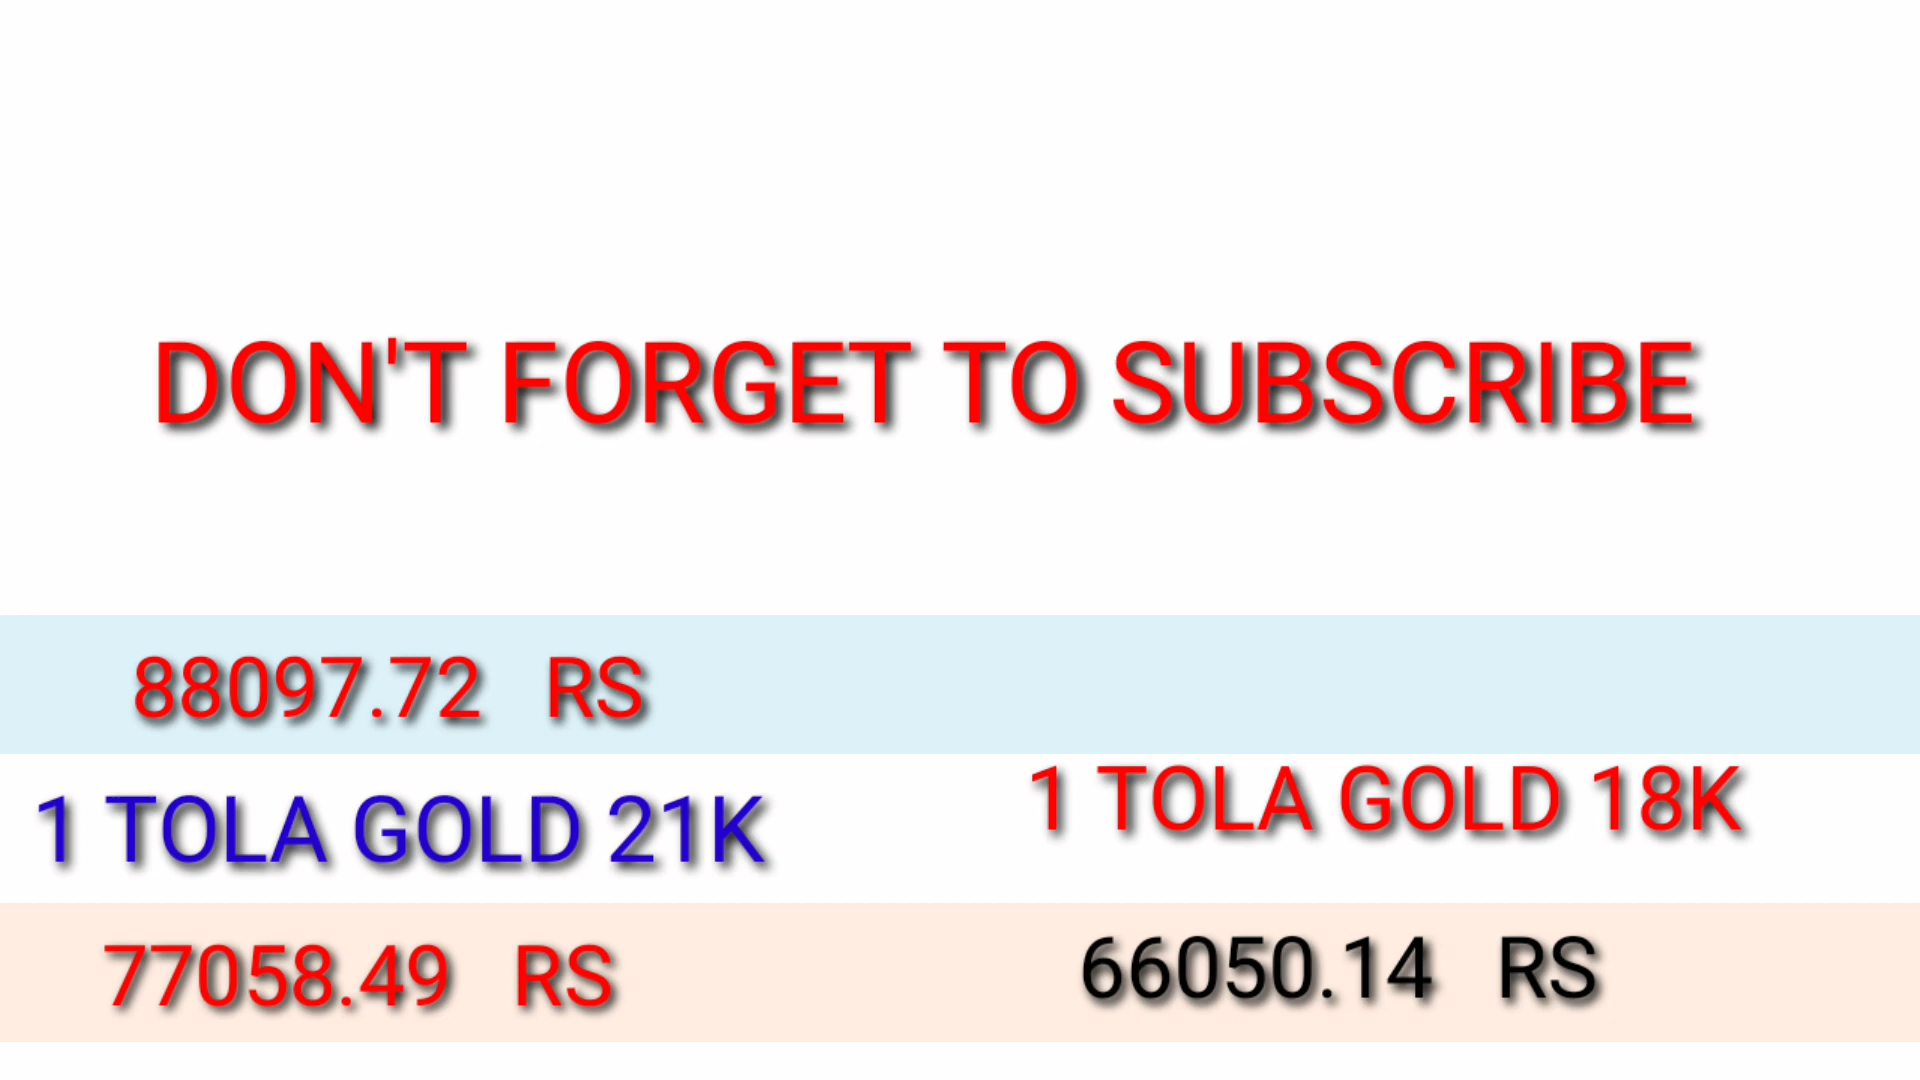 DON'T FORGET TO SUBSCRIBE
88097.72 RS
1 TOLA GOLD 21K
1 TOLA GOLD 18K
77058.49 RS
66050.14 RS